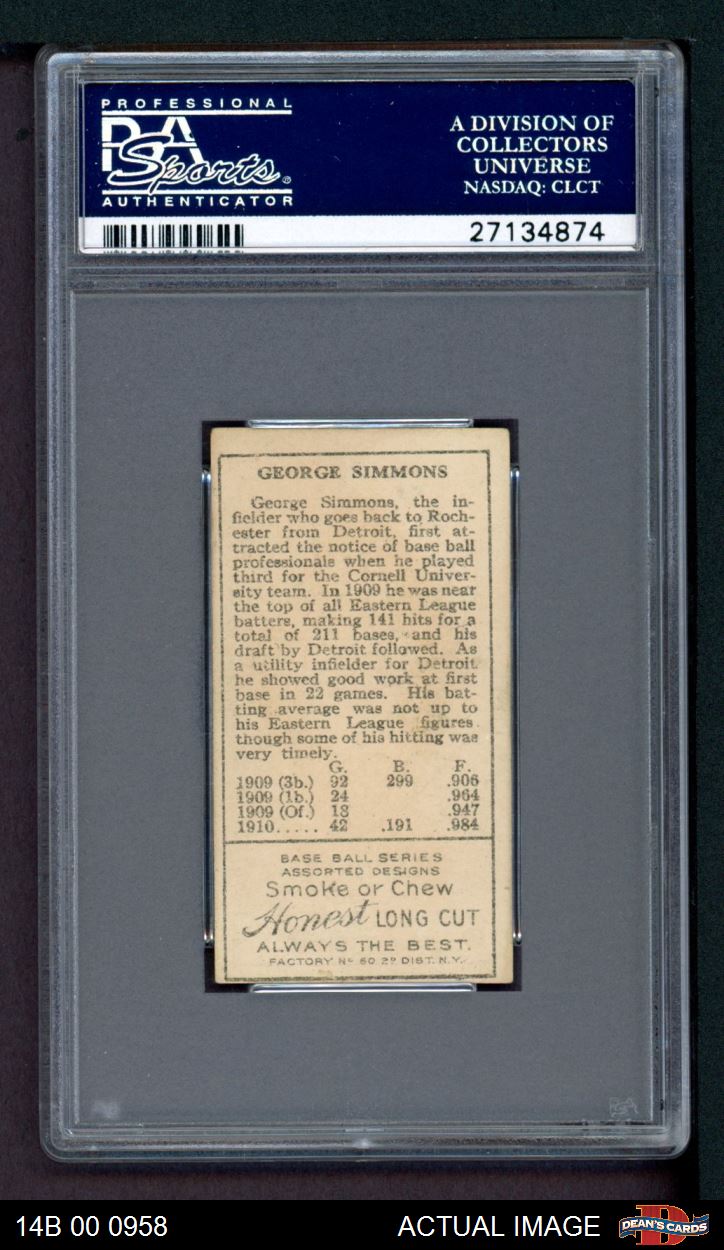 PROFESSIONAL
PSA
Sports®
AUTHENTICATOR
A DIVISION OF
COLLECTORS
UNIVERSE
NASDAQ: CLCT
27134874
GEORGE SIMMONS
George Simmons, the in-
fielder who goes back to Roch-
ester from Detroit, first at-
tracted the notice of base ball
professionals when he played
third for the Cornell Univer-
sity team. In 1909 he was near
the top of all Eastern League
batters, making 141 hits for a
total of 211 bases, and his
draft by Detroit followed. As
a utility infielder for Detroit
he showed good work at first
base in 22 games. His bat-
ting average was not up to
his Eastern League figures
though some of his hitting was
very timely.
G. B. F.
1909 (3b.) 92 299 .906
1909 (1b.) 24 .964
1909 (Of.) 18 .947
1910..... 42 .191 .984
BASE BALL SERIES
ASSORTED DESIGNS
Smoke or Chew
Honest LONG CUT
ALWAYS THE BEST.
FACTORY Nº 60 2º DIST. N.Y.
14B 00 0958
ACTUAL IMAGE
DEAN'S CARDS